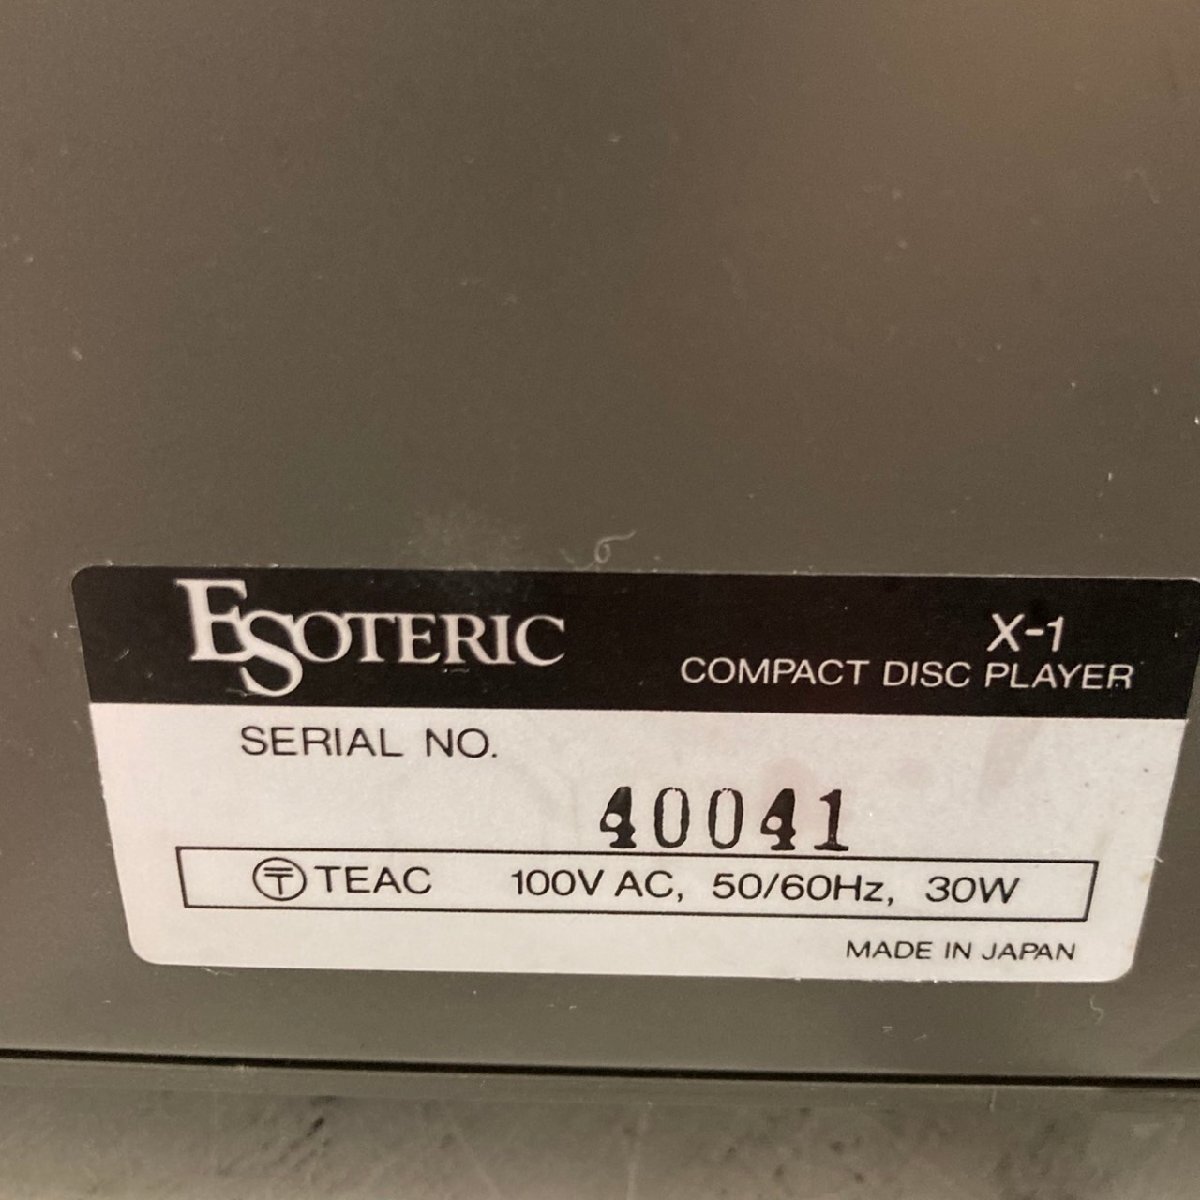 ESOTERIC
X-1
COMPACT DISC PLAYER
SERIAL NO.
40041
〶 TEAC 100V AC, 50/60Hz, 30W
MADE IN JAPAN